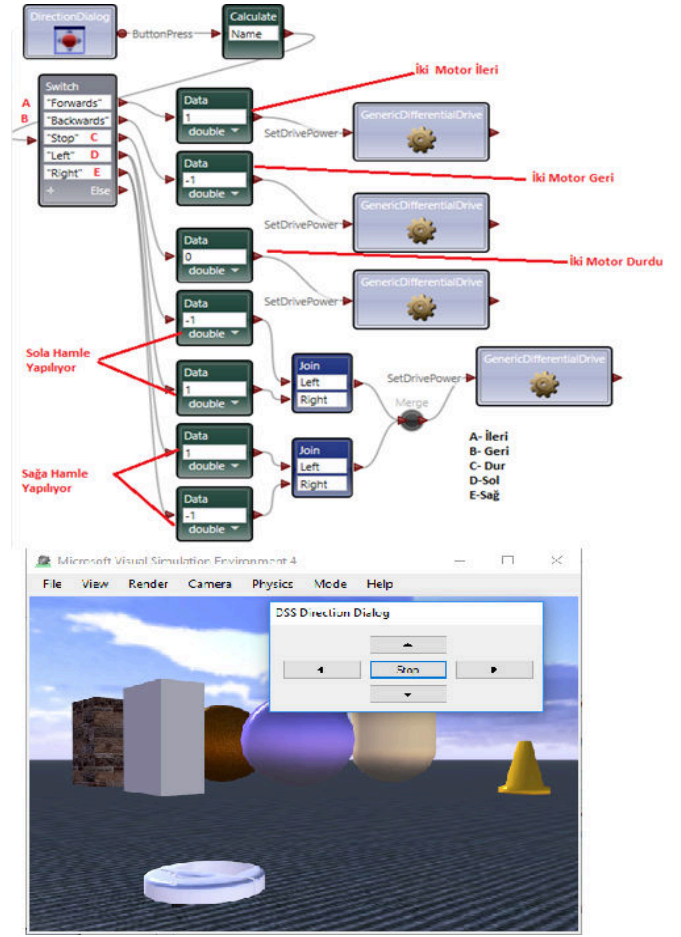 DirectionDialog
ButtonPress
Calculate
Name
Switch
A "Forwards"
B "Backwards"
"Stop" C
"Left" D
"Right" E
+ Else
Data
1
double
İki Motor İleri
SetDrivePower
GenericDifferentialDrive
Data
-1
double
İki Motor Geri
SetDrivePower
GenericDifferentialDrive
Data
0
double
İki Motor Durdu
SetDrivePower
GenericDifferentialDrive
Data
-1
double
Sola Hamle
Yapılıyor
Data
1
double
Join
Left
Right
SetDrivePower
GenericDifferentialDrive
Merge
Data
1
double
Sağa Hamle
Yapılıyor
Data
-1
double
Join
Left
Right
A- İleri
B- Geri
C- Dur
D-Sol
E-Sağ
Microsoft Visual Simulation Environment 4
File View Render Camera Physics Mode Help
DSS Direction Dialog
Stop